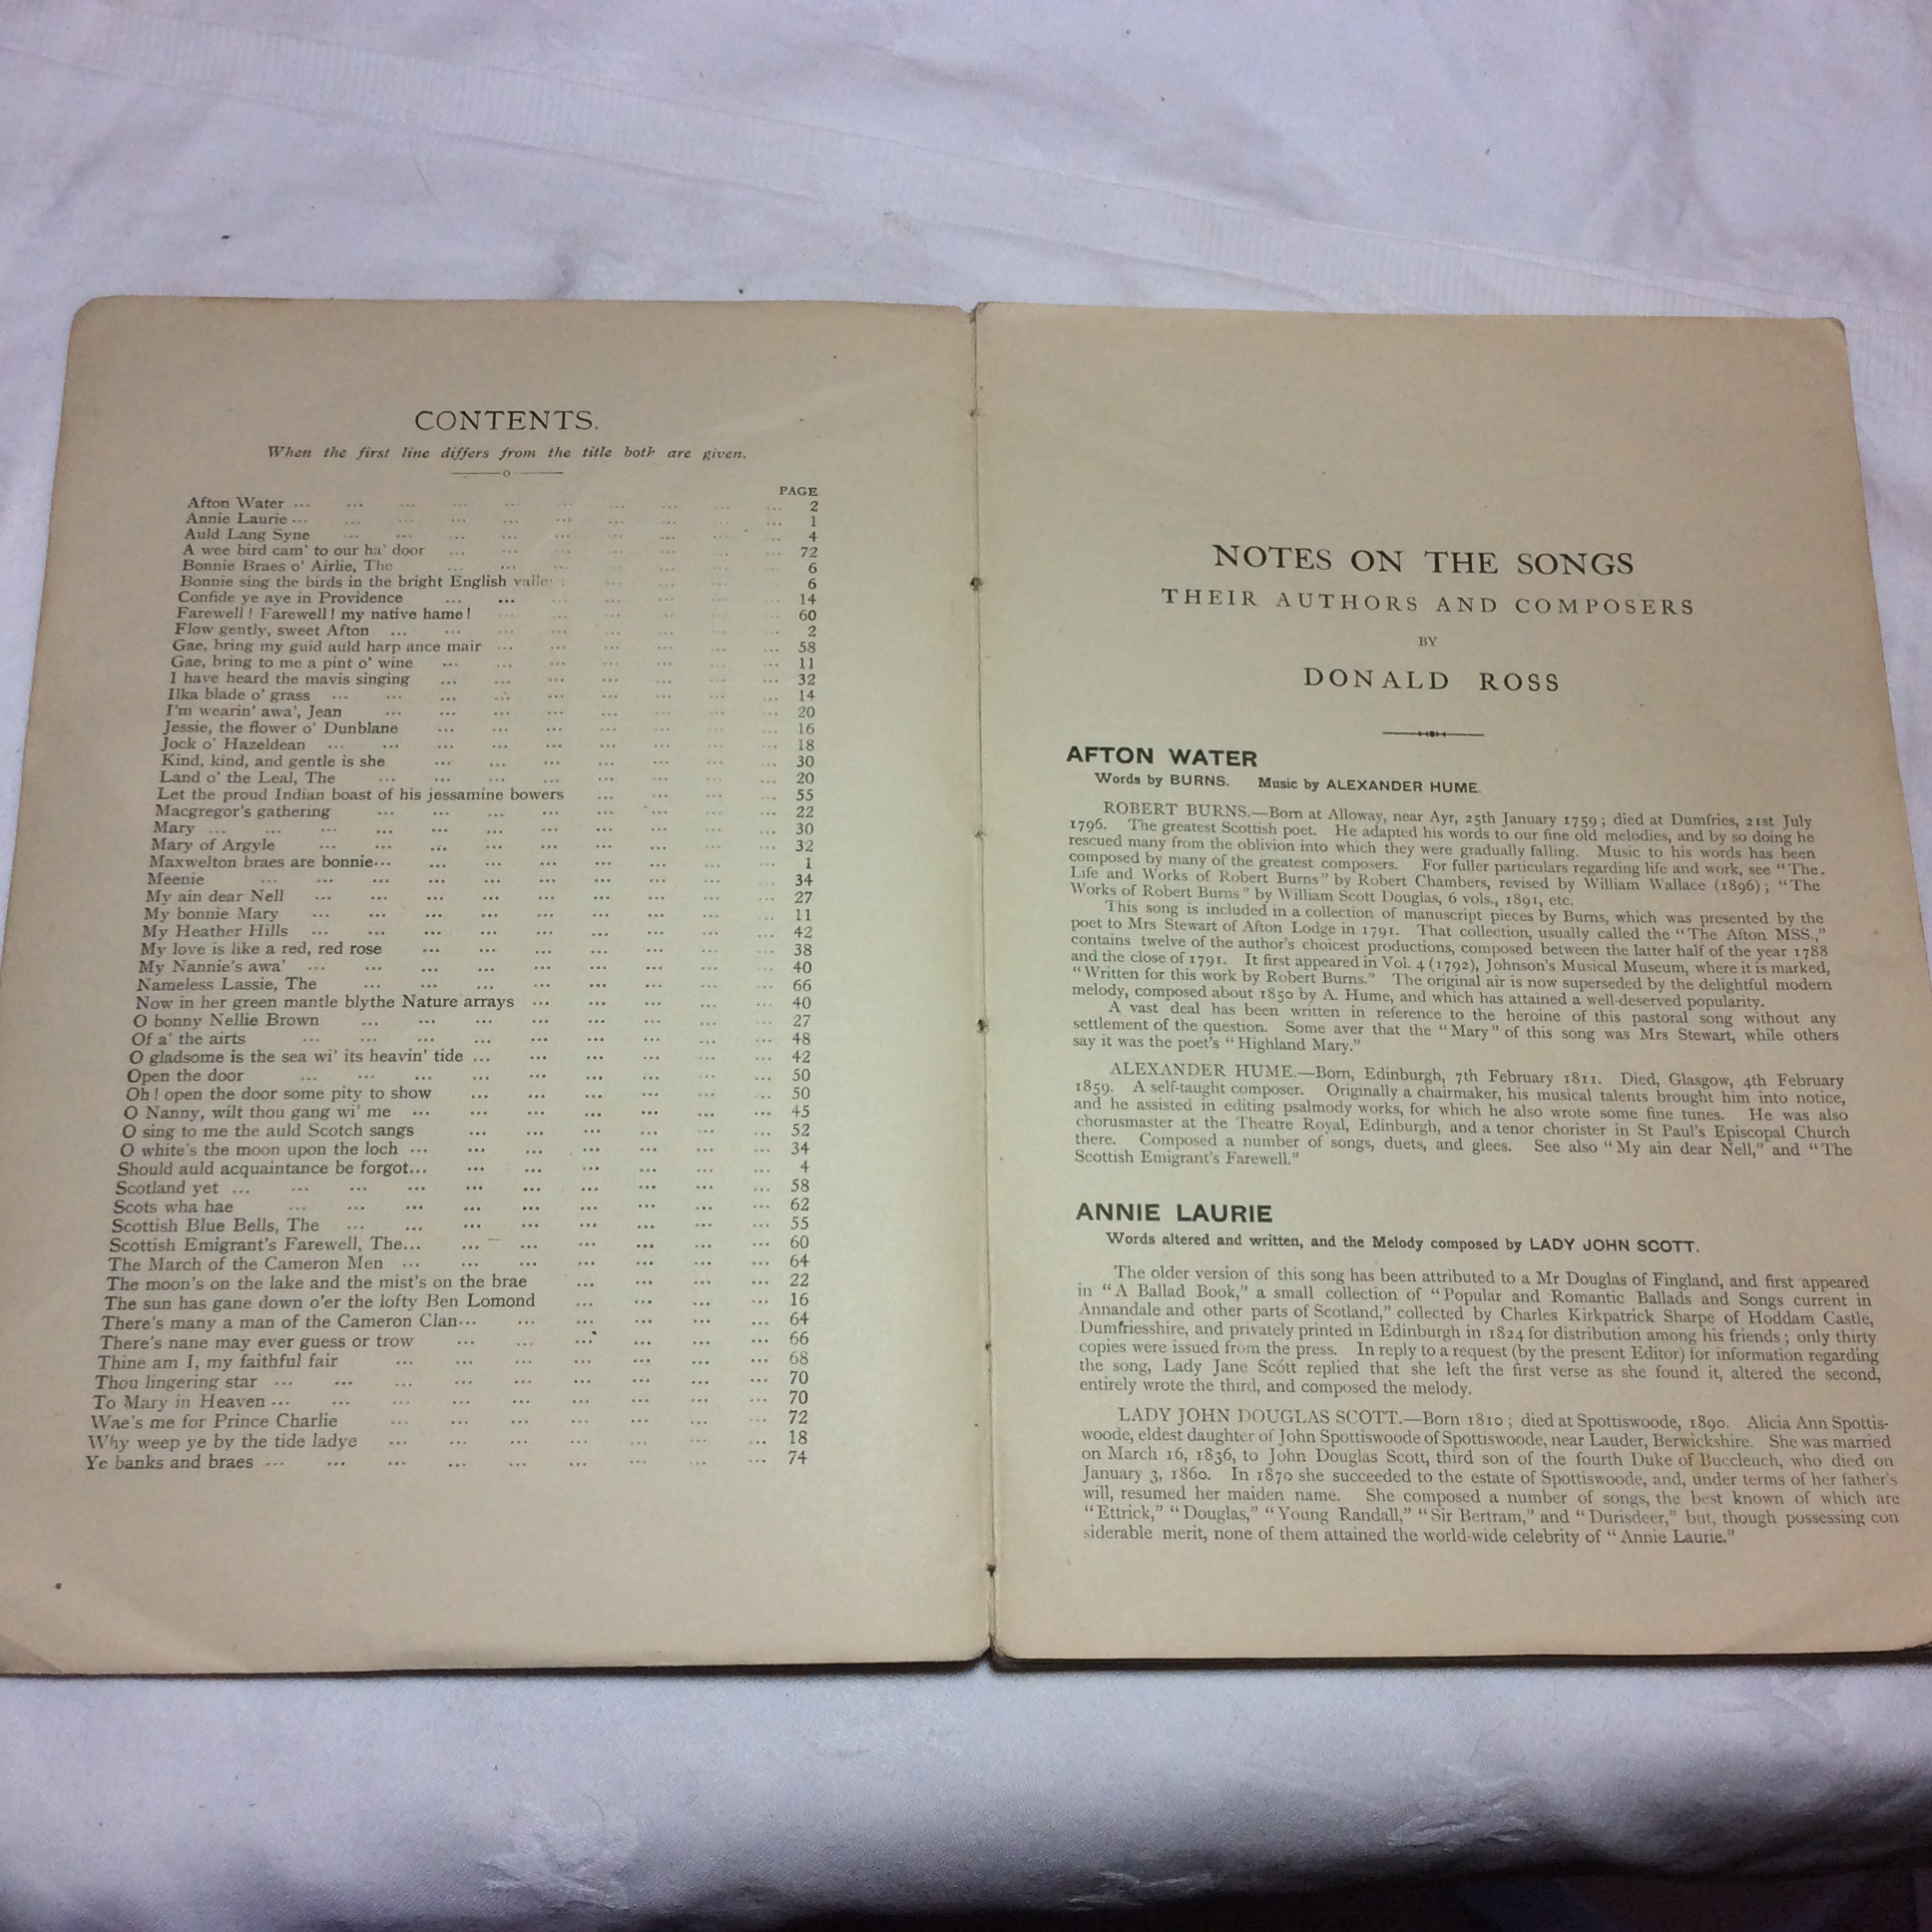 CONTENTS.
When the first line differs from the title both are given.
PAGE
Afton Water ... ... ... ... ... ... ... ... ... ... 2
Annie Laurie ... ... ... ... ... ... ... ... ... ... 1
Auld Lang Syne ... ... ... ... ... ... ... ... ... 4
A wee bird cam' to our ha' door ... ... ... ... ... ... ... 72
Bonnie Braes o' Airlie, The ... ... ... ... ... ... ... 6
Bonnie sing the birds in the bright English valley ... ... ... ... 6
Confide ye aye in Providence ... ... ... ... ... ... ... 14
Farewell! Farewell! my native hame! ... ... ... ... ... ... 60
Flow gently, sweet Afton ... ... ... ... ... ... ... ... 2
Gae, bring my guid auld harp ance mair ... ... ... ... ... ... 58
Gae, bring to me a pint o' wine ... ... ... ... ... ... ... 11
I have heard the mavis singing ... ... ... ... ... ... ... 32
Ilka blade o' grass ... ... ... ... ... ... ... ... ... 14
I'm wearin' awa', Jean ... ... ... ... ... ... ... ... 20
Jessie, the flower o' Dunblane ... ... ... ... ... ... ... 16
Jock o' Hazeldean ... ... ... ... ... ... ... ... ... 18
Kind, kind, and gentle is she ... ... ... ... ... ... ... 30
Land o' the Leal, The ... ... ... ... ... ... ... ... 20
Let the proud Indian boast of his jessamine bowers ... ... ... ... 55
Macgregor's gathering ... ... ... ... ... ... ... ... 22
Mary ... ... ... ... ... ... ... ... ... ... ... 30
Mary of Argyle ... ... ... ... ... ... ... ... ... 32
Maxwelton braes are bonnie... ... ... ... ... ... ... ... 1
Meenie ... ... ... ... ... ... ... ... ... ... 34
My ain dear Nell ... ... ... ... ... ... ... ... ... 27
My bonnie Mary ... ... ... ... ... ... ... ... ... 11
My Heather Hills ... ... ... ... ... ... ... ... ... 42
My love is like a red, red rose ... ... ... ... ... ... ... 38
My Nannie's awa' ... ... ... ... ... ... ... ... ... 40
Nameless Lassie, The ... ... ... ... ... ... ... ... 66
Now in her green mantle blythe Nature arrays ... ... ... ... ... 40
O bonny Nellie Brown ... ... ... ... ... ... ... ... 27
Of a' the airts ... ... ... ... ... ... ... ... ... 48
O gladsome is the sea wi' its heavin' tide ... ... ... ... ... ... 42
Open the door ... ... ... ... ... ... ... ... ... 50
Oh! open the door some pity to show ... ... ... ... ... ... 50
O Nanny, wilt thou gang wi' me ... ... ... ... ... ... ... 45
O sing to me the auld Scotch sangs ... ... ... ... ... ... 52
O white's the moon upon the loch ... ... ... ... ... ... ... 34
Should auld acquaintance be forgot... ... ... ... ... ... ... 4
Scotland yet ... ... ... ... ... ... ... ... ... ... 58
Scots wha hae ... ... ... ... ... ... ... ... ... 62
Scottish Blue Bells, The ... ... ... ... ... ... ... ... 55
Scottish Emigrant's Farewell, The... ... ... ... ... ... ... 60
The March of the Cameron Men ... ... ... ... ... ... ... 64
The moon's on the lake and the mist's on the brae ... ... ... ... 22
The sun has gane down o'er the lofty Ben Lomond ... ... ... ... 16
There's many a man of the Cameron Clan... ... ... ... ... ... 64
There's nane may ever guess or trow ... ... ... ... ... ... 66
Thine am I, my faithful fair ... ... ... ... ... ... ... 68
Thou lingering star ... ... ... ... ... ... ... ... ... 70
To Mary in Heaven ... ... ... ... ... ... ... ... ... 70
Wae's me for Prince Charlie ... ... ... ... ... ... ... 72
Why weep ye by the tide ladye ... ... ... ... ... ... ... 18
Ye banks and braes ... ... ... ... ... ... ... ... ... 74
NOTES ON THE SONGS
THEIR AUTHORS AND COMPOSERS
BY
DONALD ROSS
AFTON WATER
Words by BURNS. Music by ALEXANDER HUME.
ROBERT BURNS.—Born at Alloway, near Ayr, 25th January 1759; died at Dumfries, 21st July
1796. The greatest Scottish poet. He adapted his words to our fine old melodies, and by so doing he
rescued many from the oblivion into which they were gradually falling. Music to his words has been
composed by many of the greatest composers. For fuller particulars regarding life and work, see "The
Life and Works of Robert Burns" by Robert Chambers, revised by William Wallace (1896); "The
Works of Robert Burns" by William Scott Douglas, 6 vols., 1891, etc.
This song is included in a collection of manuscript pieces by Burns, which was presented by the
poet to Mrs Stewart of Afton Lodge in 1791. That collection, usually called the "The Afton MSS.,"
contains twelve of the author's choicest productions, composed between the latter half of the year 1788
and the close of 1791. It first appeared in Vol. 4 (1792), Johnson's Musical Museum, where it is marked,
"Written for this work by Robert Burns." The original air is now superseded by the delightful modern
melody, composed about 1850 by A. Hume, and which has attained a well-deserved popularity.
A vast deal has been written in reference to the heroine of this pastoral song without any
settlement of the question. Some aver that the "Mary" of this song was Mrs Stewart, while others
say it was the poet's "Highland Mary."
ALEXANDER HUME.—Born, Edinburgh, 7th February 1811. Died, Glasgow, 4th February
1859. A self-taught composer. Originally a chairmaker, his musical talents brought him into notice,
and he assisted in editing psalmody works, for which he also wrote some fine tunes. He was also
chorusmaster at the Theatre Royal, Edinburgh, and a tenor chorister in St Paul's Episcopal Church
there. Composed a number of songs, duets, and glees. See also "My ain dear Nell," and "The
Scottish Emigrant's Farewell."
ANNIE LAURIE
Words altered and written, and the Melody composed by LADY JOHN SCOTT.
The older version of this song has been attributed to a Mr Douglas of Fingland, and first appeared
in "A Ballad Book," a small collection of "Popular and Romantic Ballads and Songs current in
Annandale and other parts of Scotland," collected by Charles Kirkpatrick Sharpe of Hoddam Castle,
Dumfriesshire, and privately printed in Edinburgh in 1824 for distribution among his friends; only thirty
copies were issued from the press. In reply to a request (by the present Editor) for information regarding
the song, Lady Jane Scott replied that she left the first verse as she found it, altered the second,
entirely wrote the third, and composed the melody.
LADY JOHN DOUGLAS SCOTT.—Born 1810; died at Spottiswoode, 1890. Alicia Ann Spottis-
woode, eldest daughter of John Spottiswoode of Spottiswoode, near Lauder, Berwickshire. She was married
on March 16, 1836, to John Douglas Scott, third son of the fourth Duke of Buccleuch, who died on
January 3, 1860. In 1870 she succeeded to the estate of Spottiswoode, and, under terms of her father's
will, resumed her maiden name. She composed a number of songs, the best known of which are
"Ettrick," "Douglas," "Young Randall," "Sir Bertram," and "Durisdeer," but, though possessing con
siderable merit, none of them attained the world-wide celebrity of "Annie Laurie."